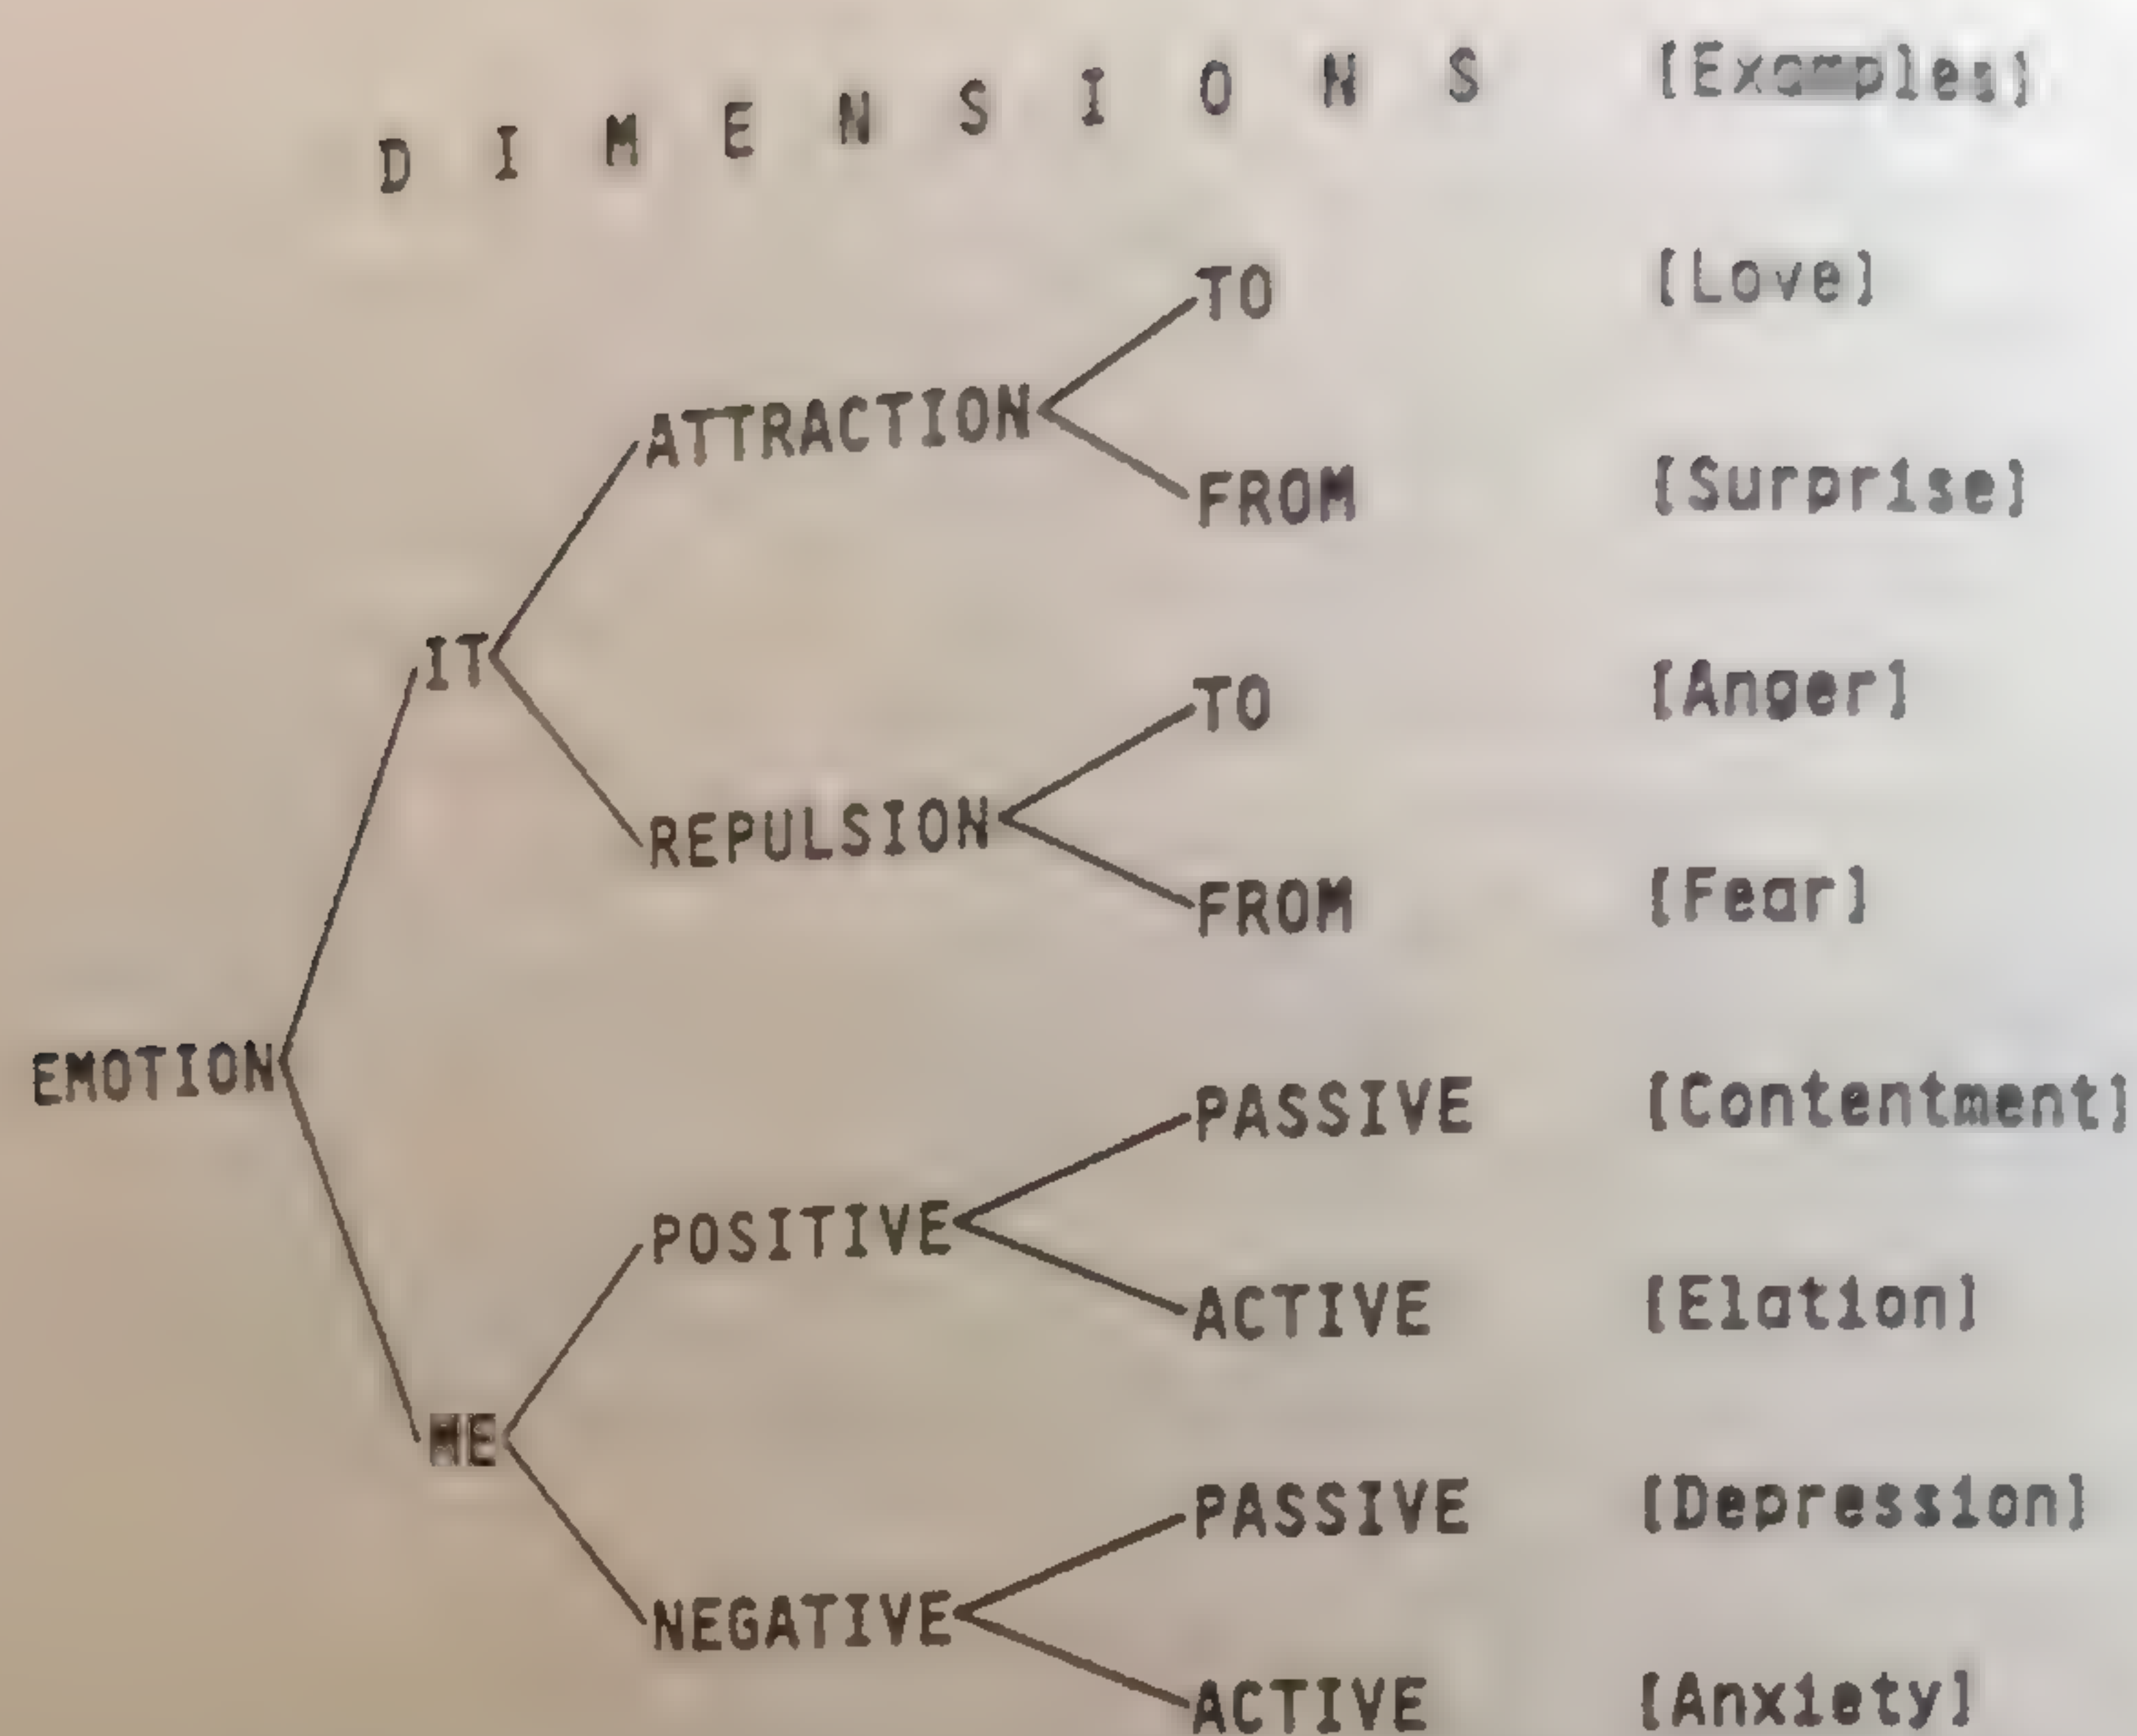 D I M E N S I O N S [Examples]
TO [Love]
ATTRACTION
FROM [Surprise]
IT
TO [Anger]
REPULSION
FROM [Fear]
EMOTION
PASSIVE [Contentment]
POSITIVE
ACTIVE [Elation]
ME
PASSIVE [Depression]
NEGATIVE
ACTIVE [Anxiety]